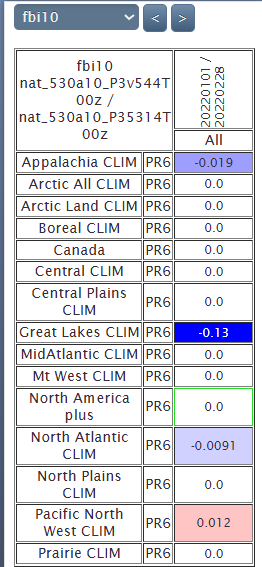 fbi10 < >
fbi10
nat_530a10_P3v544T
00z /
nat_530a10_P35314T
00z
20220101 /
20220228
All
Appalachia CLIM PR6 -0.019
Arctic All CLIM PR6 0.0
Arctic Land CLIM PR6 0.0
Boreal CLIM PR6 0.0
Canada PR6 0.0
Central CLIM PR6 0.0
Central Plains
CLIM PR6 0.0
Great Lakes CLIM PR6 -0.13
MidAtlantic CLIM PR6 0.0
Mt West CLIM PR6 0.0
North America
plus PR6 0.0
North Atlantic
CLIM PR6 -0.0091
North Plains
CLIM PR6 0.0
Pacific North
West CLIM PR6 0.012
Prairie CLIM PR6 0.0